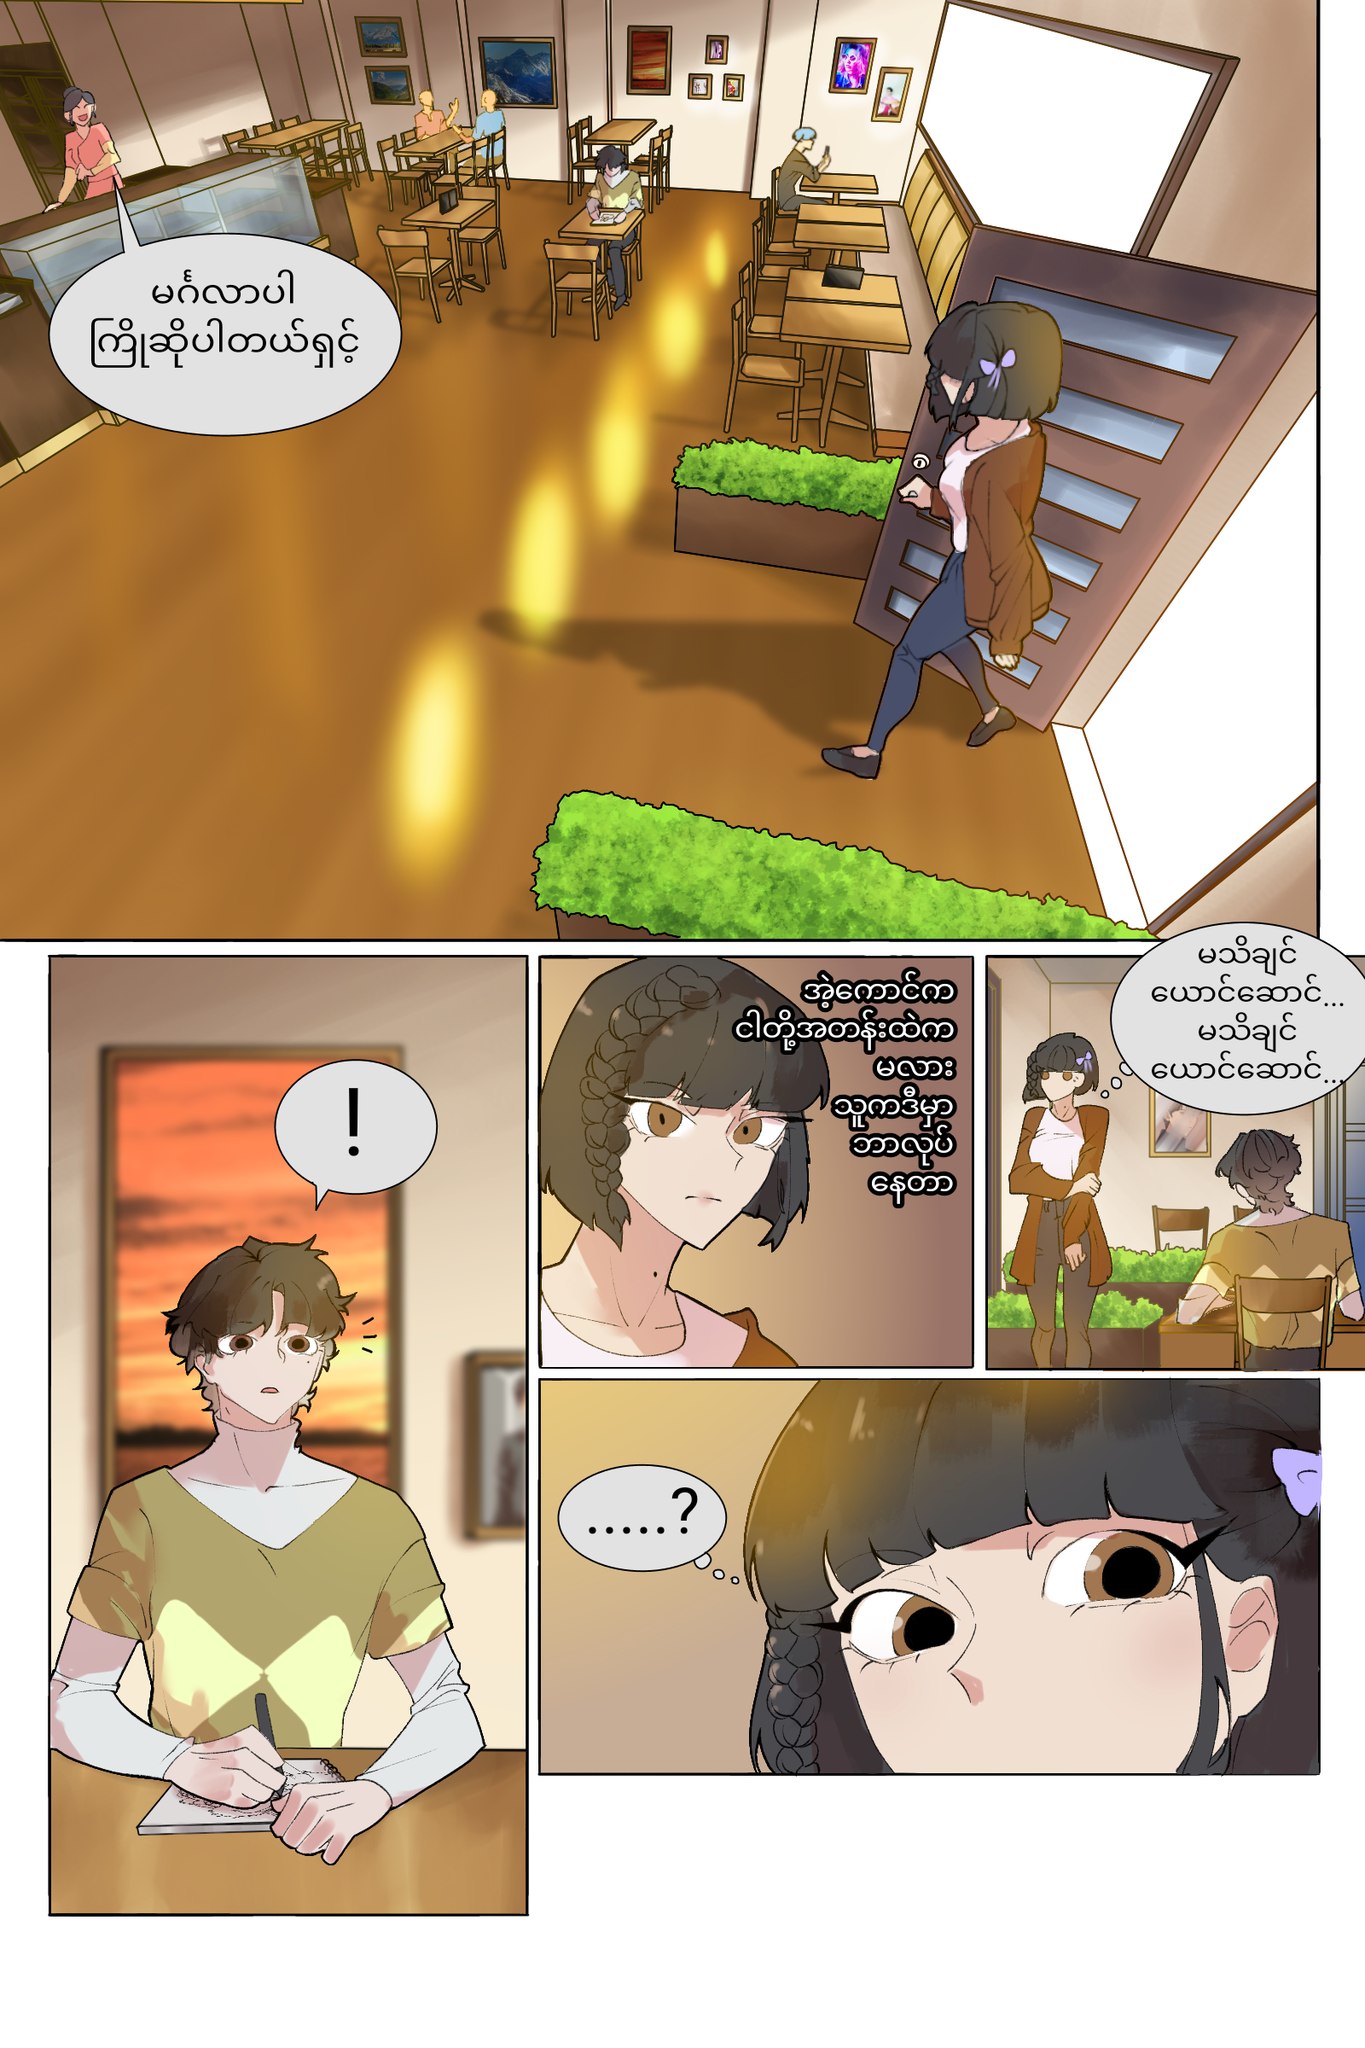 မင်္ဂလာပါ
ကြိုဆိုပါတယ်ရှင့်
!
အဲ့ကောင်က
ငါတို့အတန်းထဲက
မလား
သူကဒီမှာ
ဘာလုပ်
နေတာ
မသိချင်
ယောင်ဆောင်...
မသိချင်
ယောင်ဆောင်...
.....?